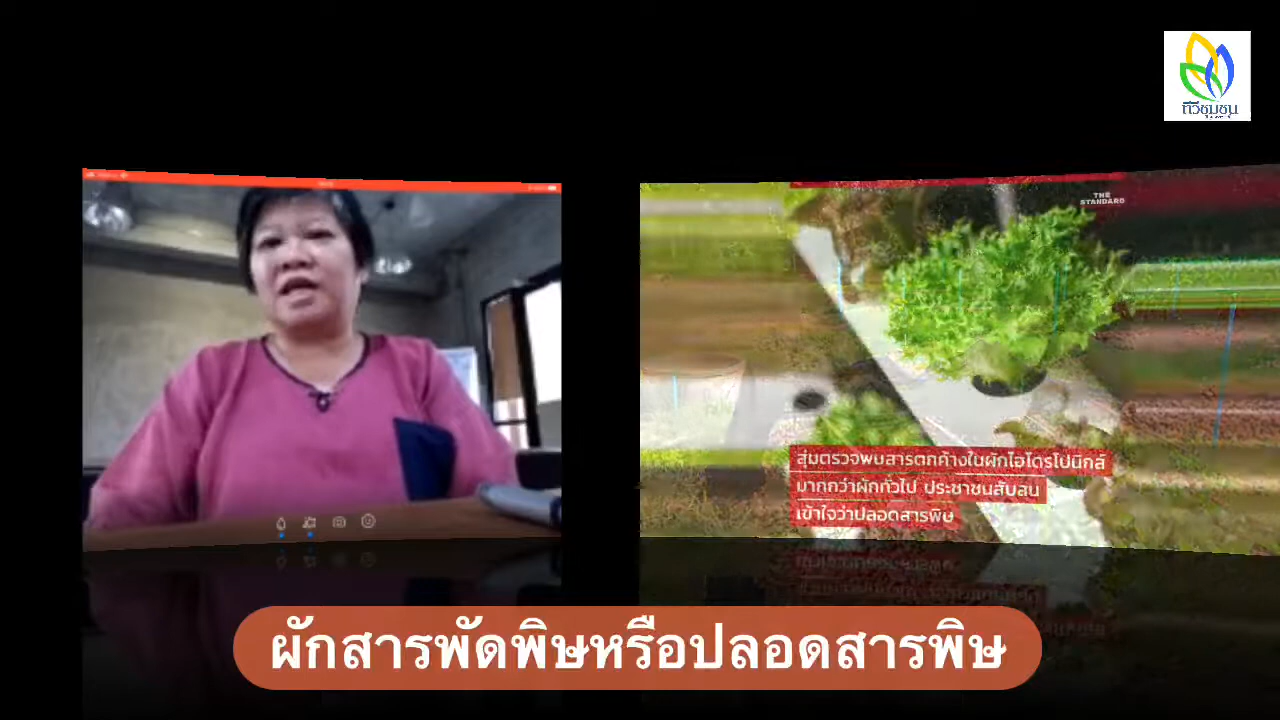 ทีวีชุมชุน
THE
STANDARD
สุ่มตรวจพบสารตกค้างในผักไฮโดรโปนิกส์
มากกว่าผักทั่วไป ประชาชนสับสน
เข้าใจว่าปลอดสารพิษ
ผักสารพัดพิษหรือปลอดสารพิษ